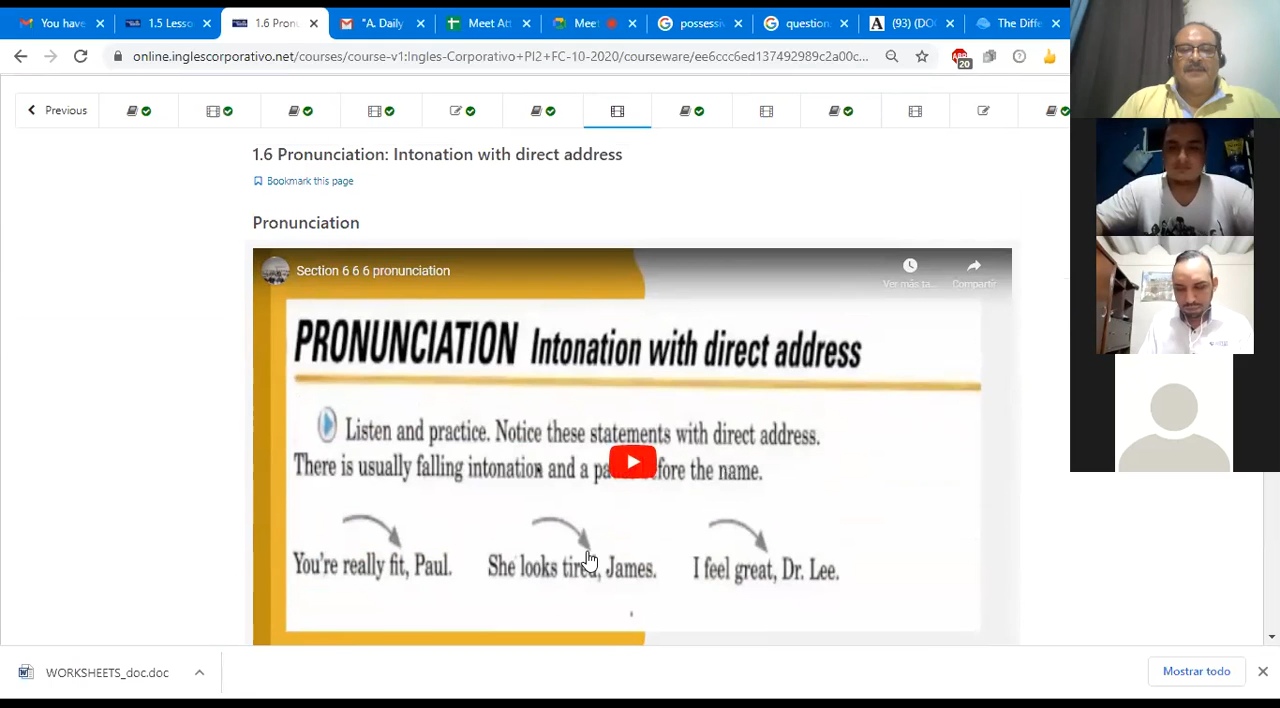 You have
1.5 Lesso
1.6 Pronu
"A. Daily
Meet Att
Meet
possessiv
question
(93) (DO
The Diffe
online.inglescorporativo.net/courses/course-v1:Ingles-Corporativo+PI2+FC-10-2020/courseware/ee6ccc6ed137492989c2a00c...
20
Previous
1.6 Pronunciation: Intonation with direct address
Bookmark this page
Pronunciation
Section 6 6 6 pronunciation
Ver más ta...
Compartir
PRONUNCIATION Intonation with direct address
Listen and practice. Notice these statements with direct address.
There is usually falling intonation and a pa fore the name.
You're really fit, Paul. She looks tired, James. I feel great, Dr. Lee.
WORKSHEETS_doc.doc
Mostrar todo